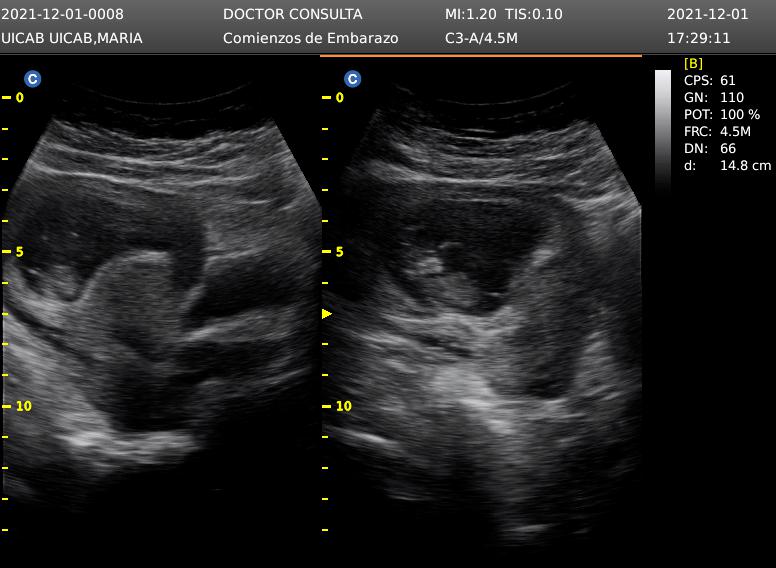 2021-12-01-0008 DOCTOR CONSULTA MI:1.20 TIS:0.10 2021-12-01
UICAB UICAB,MARIA Comienzos de Embarazo C3-A/4.5M 17:29:11
C C
[B]
0 0
CPS: 61
GN: 110
POT: 100 %
FRC: 4.5M
DN: 66
d: 14.8 cm
5 5
10 10